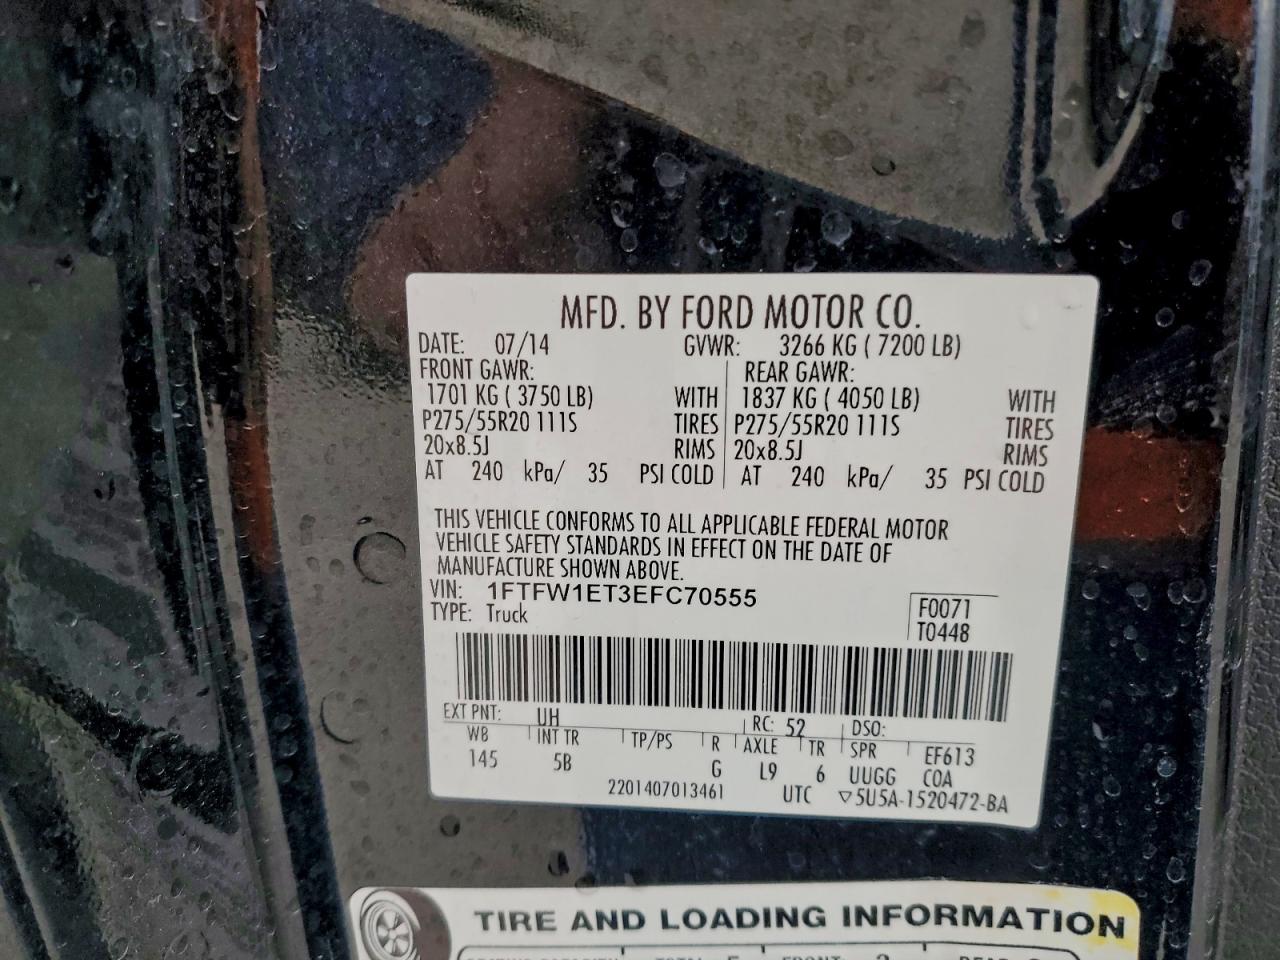 MFD. BY FORD MOTOR CO.
DATE: 07/14 GVWR: 3266 KG ( 7200 LB)
FRONT GAWR: REAR GAWR:
1701 KG ( 3750 LB) WITH 1837 KG ( 4050 LB) WITH
P275/55R20 111S TIRES P275/55R20 111S TIRES
20x8.5J RIMS 20x8.5J RIMS
AT 240 kPa/ 35 PSI COLD AT 240 kPa/ 35 PSI COLD
THIS VEHICLE CONFORMS TO ALL APPLICABLE FEDERAL MOTOR
VEHICLE SAFETY STANDARDS IN EFFECT ON THE DATE OF
MANUFACTURE SHOWN ABOVE.
VIN: 1FTFW1ET3EFC70555
TYPE: Truck
F0071
T0448
EXT PNT: UH RC: 52 DSO:
WB INT TR TP/PS R AXLE TR SPR EF613
145 5B G L9 6 UUGG COA
2201407013461 UTC ▽5U5A-1520472-BA
TIRE AND LOADING INFORMATION